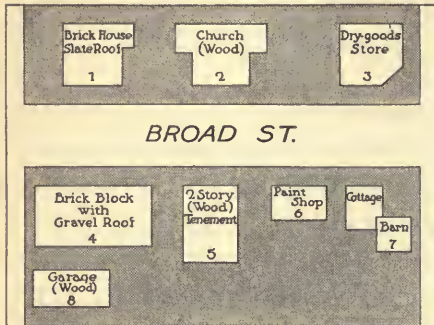 Brick House
Slate Roof
1
Church
(Wood)
2
Dry-goods
Store
3
BROAD ST.
Brick Block
with
Gravel Roof
4
2 Story
(Wood)
Tenement
5
Paint
Shop
6
Cottage
Barn
7
Garage
(Wood)
8